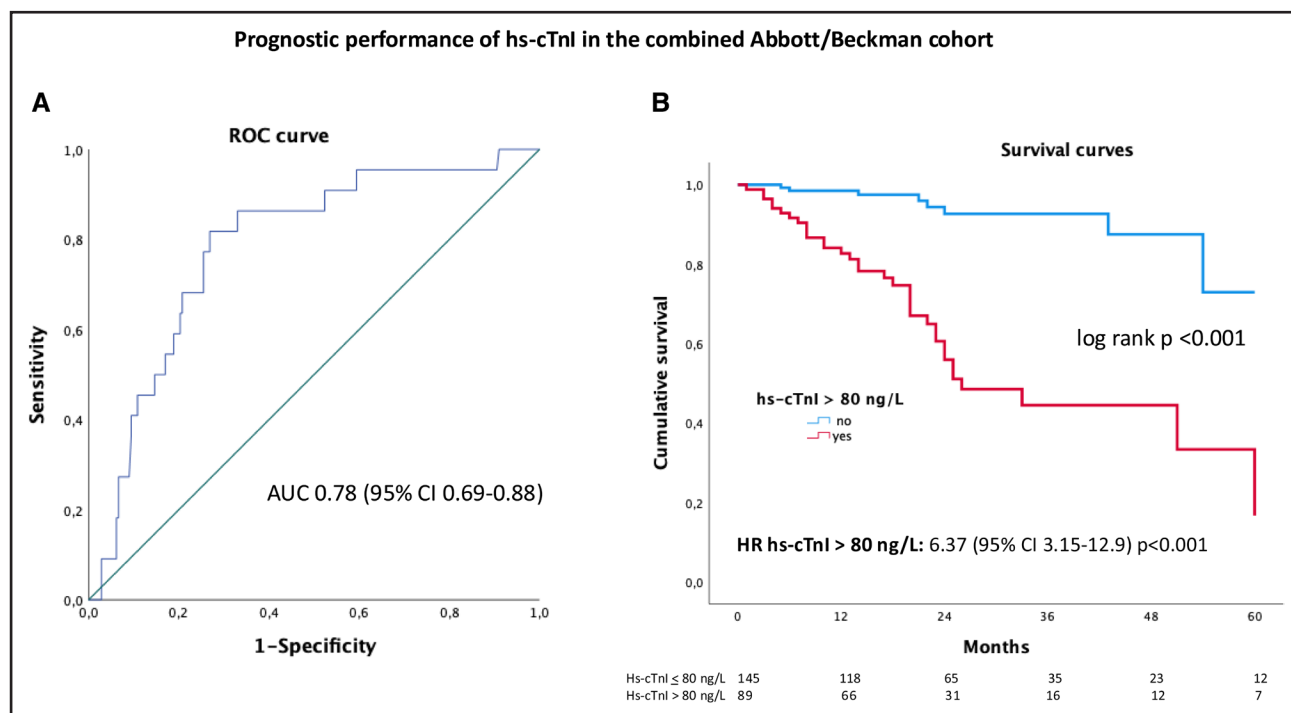 Prognostic performance of hs-cTnI in the combined Abbott/Beckman cohort
A
ROC curve
1,0
0,8
0,6
0,4
0,2
0,0
Sensitivity
AUC 0.78 (95% CI 0.69-0.88)
0,0 0,2 0,4 0,6 0,8 1,0
1-Specificity
B
Survival curves
1,0
0,8
0,6
0,4
0,2
0,0
Cumulative survival
log rank p <0.001
hs-cTnI > 80 ng/L
no
yes
HR hs-cTnI > 80 ng/L: 6.37 (95% CI 3.15-12.9) p<0.001
0 12 24 36 48 60
Months
Hs-cTnI ≤ 80 ng/L 145 118 65 35 23 12
Hs-cTnI > 80 ng/L 89 66 31 16 12 7